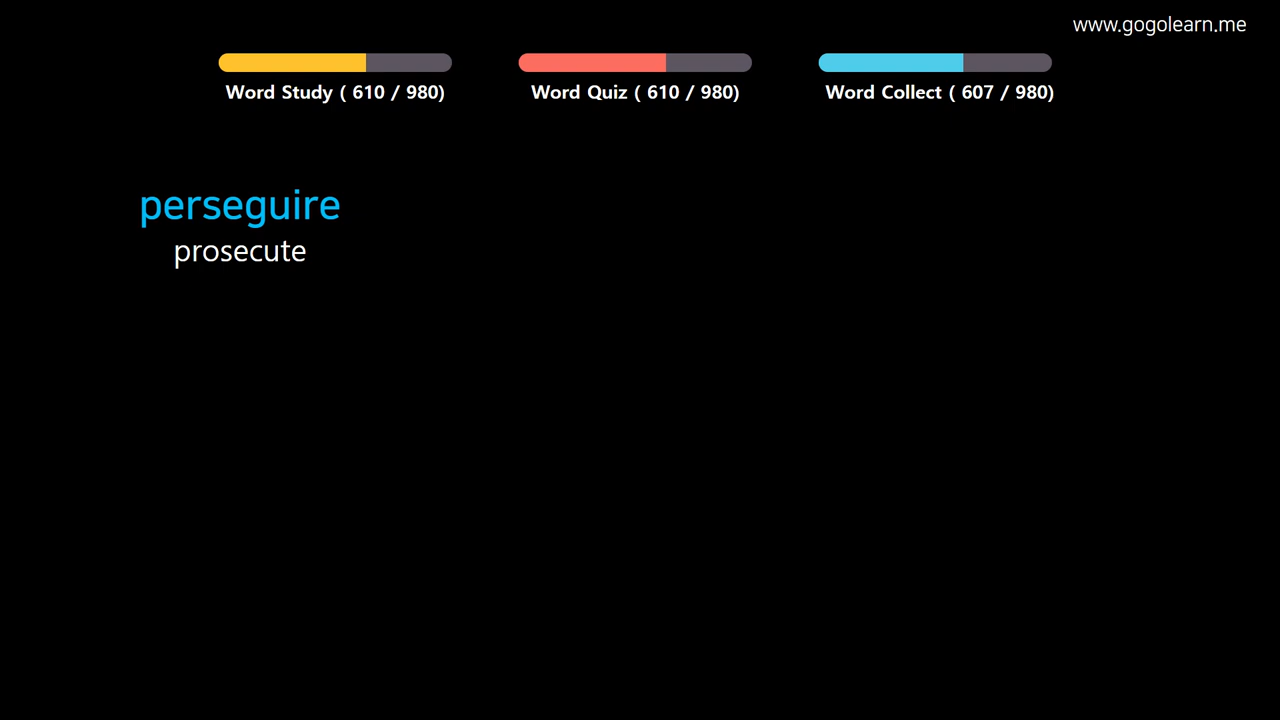 www.gogolearn.me
Word Study ( 610 / 980)
Word Quiz ( 610 / 980)
Word Collect ( 607 / 980)
perseguire
prosecute